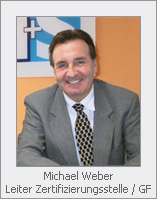 Michael Weber
Leiter Zertifizierungsstelle / GF